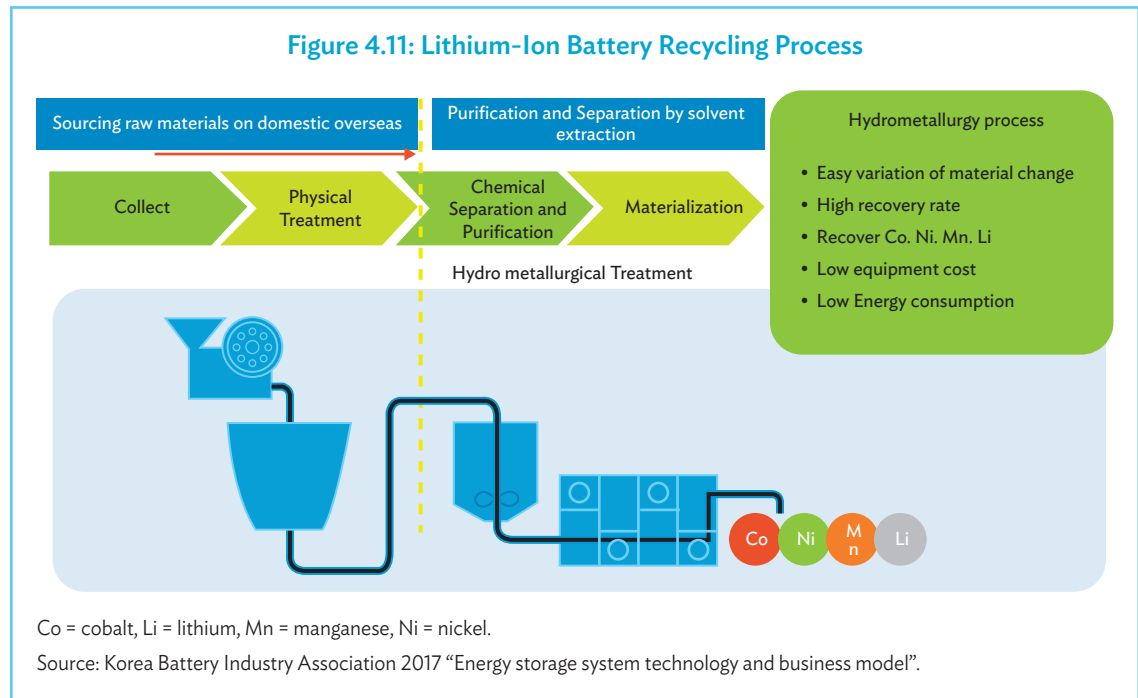 Figure 4.11: Lithium-Ion Battery Recycling Process
Sourcing raw materials on domestic overseas
Purification and Separation by solvent
extraction
Collect
Physical
Treatment
Chemical
Separation and
Purification
Materialization
Hydro metallurgical Treatment
Hydrometallurgy process
• Easy variation of material change
• High recovery rate
• Recover Co. Ni. Mn. Li
• Low equipment cost
• Low Energy consumption
Co
Ni
M
n
Li
Co = cobalt, Li = lithium, Mn = manganese, Ni = nickel.
Source: Korea Battery Industry Association 2017 “Energy storage system technology and business model”.